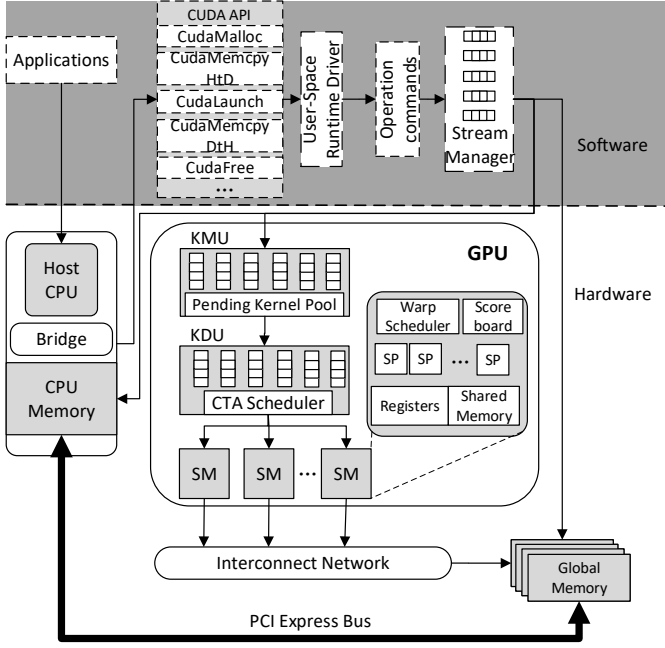 CUDA API
CudaMalloc
CudaMemcpy
HtD
CudaLaunch
CudaMemcpy
DtH
CudaFree
...
Applications
User-Space
Runtime Driver
Operation
commands
Stream
Manager
Software
Hardware
Host
CPU
Bridge
CPU
Memory
KMU
GPU
Pending Kernel Pool
KDU
CTA Scheduler
Warp
Scheduler
Score
board
SP
SP
...
SP
Registers
Shared
Memory
SM
SM
...
SM
Interconnect Network
Global
Memory
PCI Express Bus